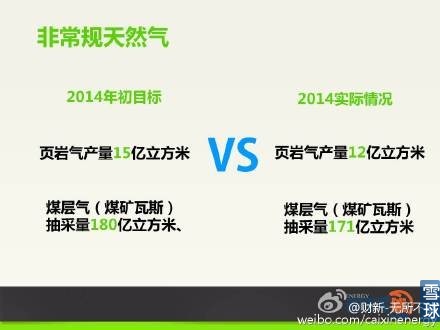 非常规天然气
2014年初目标
2014实际情况
页岩气产量15亿立方米
VS
页岩气产量12亿立方米
煤层气（煤矿瓦斯）
抽采量180亿立方米、
煤层气（煤矿瓦斯）
抽采量171亿立方米
ENERGY
@财新-无所不
weibo.com/caixinenergy
雪球